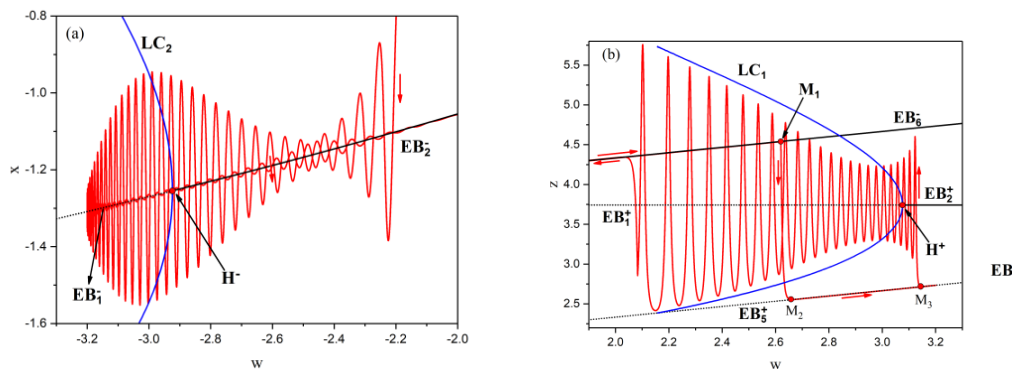 (a)
LC₂
EB₂⁻
H⁻
EB₁⁻
x
-0.8
-1.0
-1.2
-1.4
-1.6
-3.2 -3.0 -2.8 -2.6 -2.4 -2.2 -2.0
w
(b)
LC₁
M₁
EB₆⁻
EB₂⁺
EB₁⁺
H⁺
EB
EB₅⁺
M₂
M₃
z
5.5
5.0
4.5
4.0
3.5
3.0
2.5
2.0 2.2 2.4 2.6 2.8 3.0 3.2
w